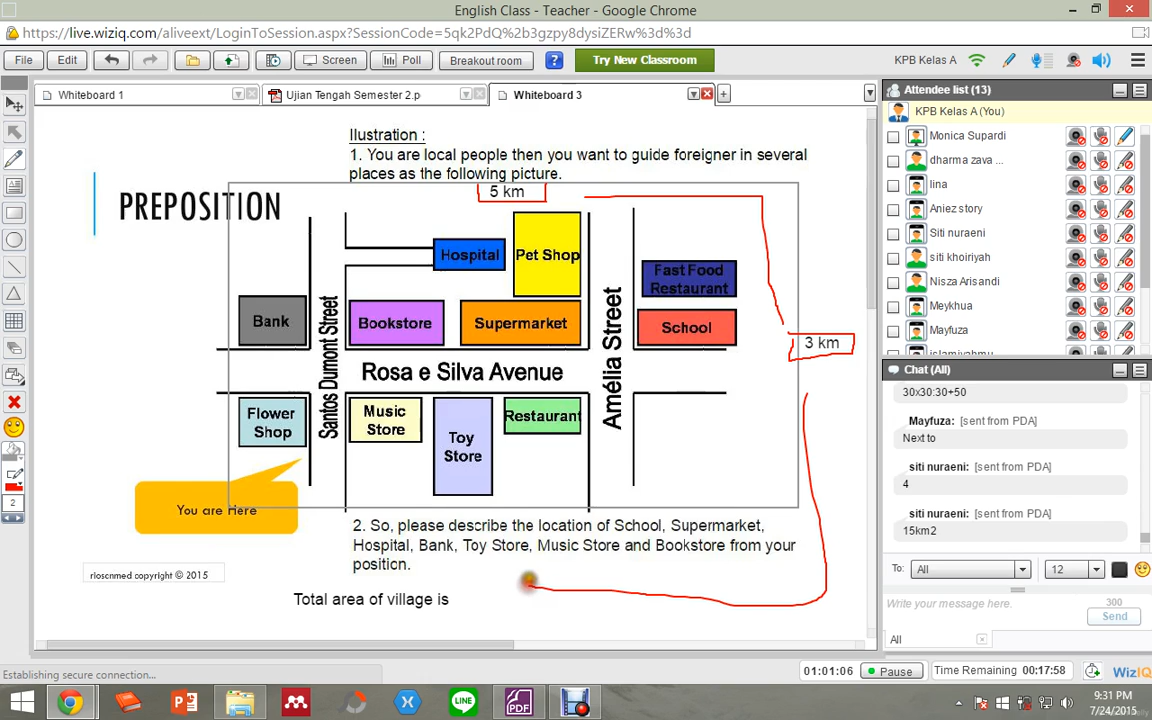 English Class - Teacher - Google Chrome
https://live.wiziq.com/aliveext/LoginToSession.aspx?SessionCode=5qk2PdQ%2b3gzpy8dysiZERw%3d%3d
File
Edit
Screen
Poll
Breakout room
?
Try New Classroom
KPB Kelas A
Whiteboard 1
Ujian Tengah Semester 2.p
Whiteboard 3
Attendee list (13)
KPB Kelas A (You)
Monica Supardi
dharma zava ...
lina
Aniez story
Siti nuraeni
siti khoiriyah
Nisza Arisandi
Meykhua
Mayfuza
islamiyahmu
Ilustration :
1. You are local people then you want to guide foreigner in several
places as the following picture.
PREPOSITION
5 km
Hospital
Pet Shop
Fast Food
Restaurant
Bank
Santos Dumont Street
Bookstore
Supermarket
Amélia Street
School
3 km
Rosa e Silva Avenue
Flower
Shop
Music
Store
Toy
Store
Restaurant
You are Here
2. So, please describe the location of School, Supermarket,
Hospital, Bank, Toy Store, Music Store and Bookstore from your
position.
rioscnmed copyright © 2015
Total area of village is
2
Chat (All)
30x30:30+50
Mayfuza: [sent from PDA]
Next to
siti nuraeni: [sent from PDA]
4
siti nuraeni: [sent from PDA]
15km2
To:
All
12
Write your message here.
300
Send
All
Establishing secure connection...
01:01:06
Pause
Time Remaining 00:17:58
WizIQ
LINE
PDF
9:31 PM
7/24/2015